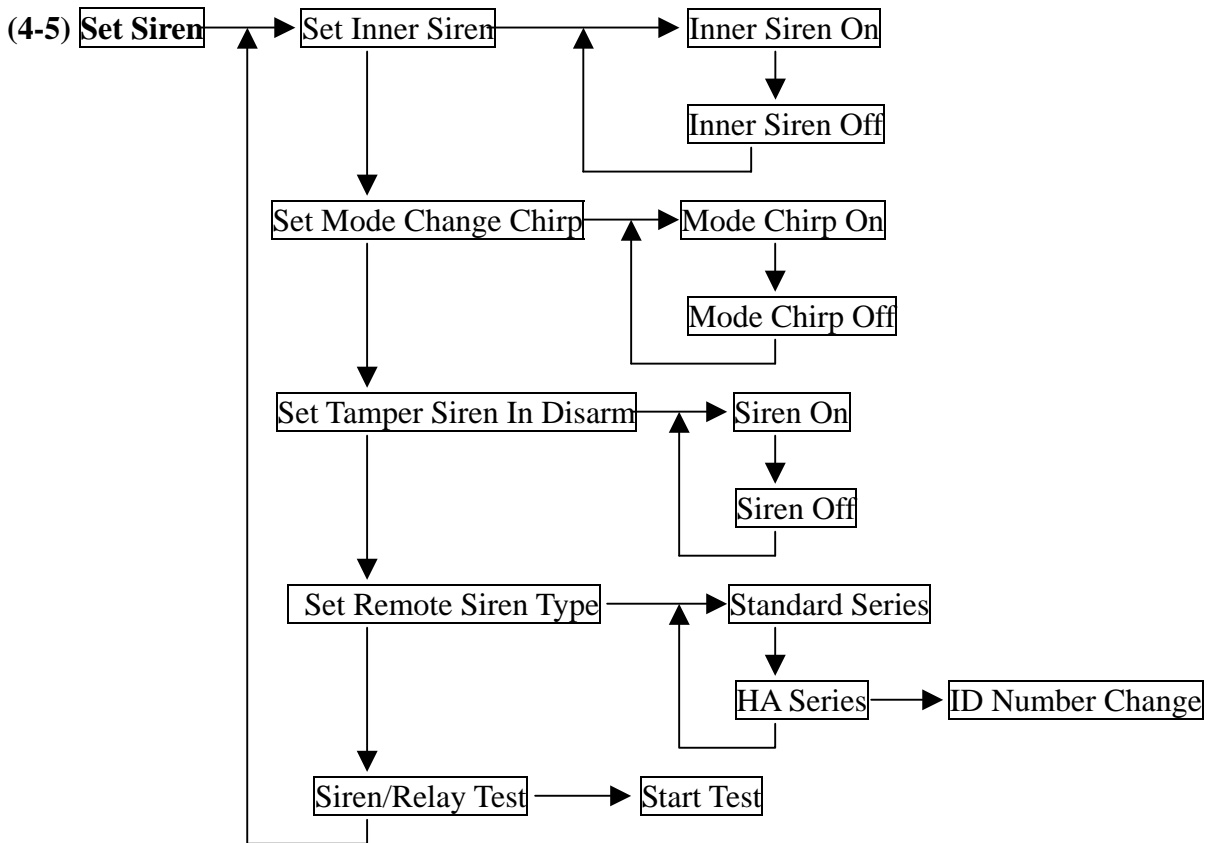 (4-5) Set Siren Set Inner Siren Inner Siren On
Inner Siren Off
Set Mode Change Chirp Mode Chirp On
Mode Chirp Off
Set Tamper Siren In Disarm Siren On
Siren Off
Set Remote Siren Type Standard Series
HA Series ID Number Change
Siren/Relay Test Start Test